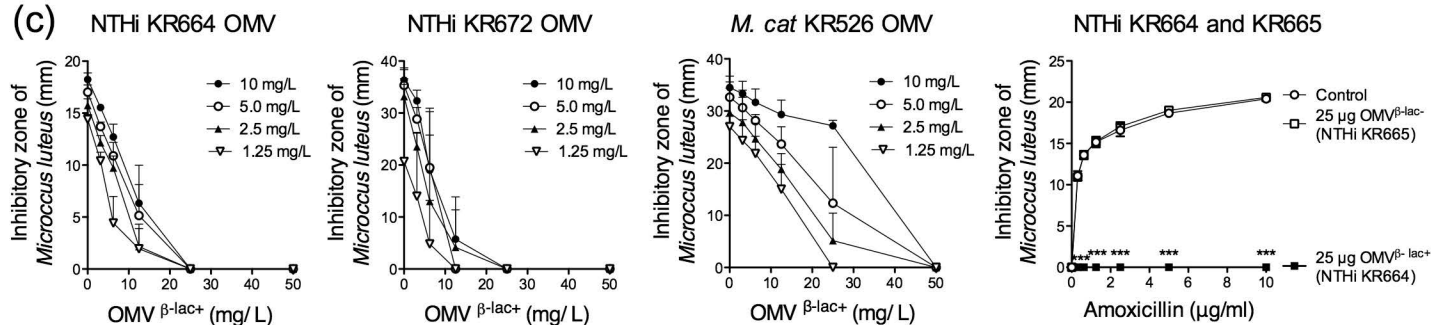 (c)
NTHi KR664 OMV
Inhibitory zone of
Microccus luteus (mm)
20
15
10
5
0
10 mg/L
5.0 mg/L
2.5 mg/L
1.25 mg/L
0 10 20 30 40 50
OMV β-lac+ (mg/ L)
NTHi KR672 OMV
Inhibitory zone of
Microccus luteus (mm)
40
30
20
10
0
10 mg/L
5.0 mg/L
2.5 mg/L
1.25 mg/L
0 10 20 30 40 50
OMV β-lac+ (mg/ L)
M. cat KR526 OMV
Inhibitory zone of
Microccus luteus (mm)
40
30
20
10
0
10 mg/L
5.0 mg/L
2.5 mg/L
1.25 mg/L
0 10 20 30 40 50
OMV β-lac+ (mg/ L)
NTHi KR664 and KR665
Inhibitory zone of
Microccus luteus (mm)
25
20
15
10
5
0
*** *** *** *** ***
0 2 4 6 8 10
Amoxicillin (μg/ml)
Control
25 μg OMVβ-lac-
(NTHi KR665)
25 μg OMVβ- lac+
(NTHi KR664)